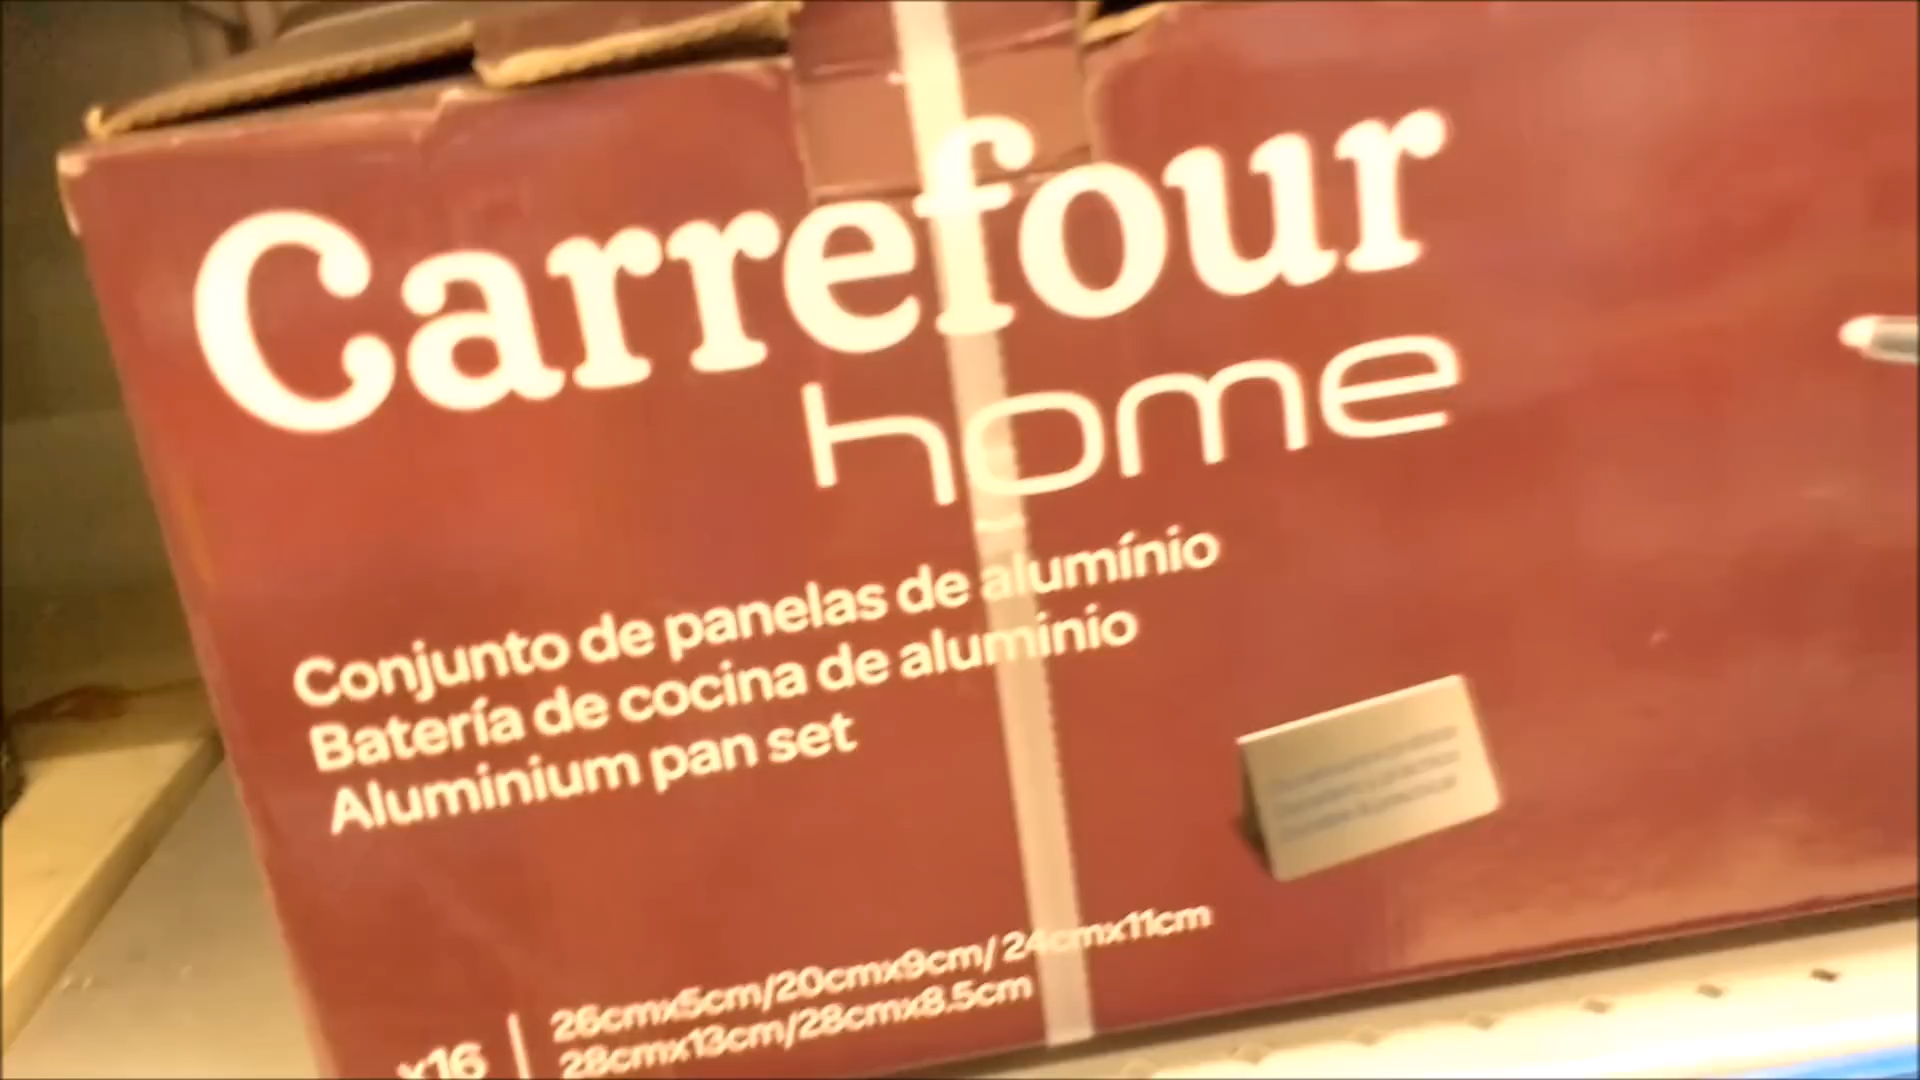 Carrefour
home
Conjunto de panelas de alumínio
Batería de cocina de aluminio
Aluminium pan set
x16
26cmx5cm/20cmx9cm/ 24cmx11cm
28cmx13cm/28cmx8.5cm